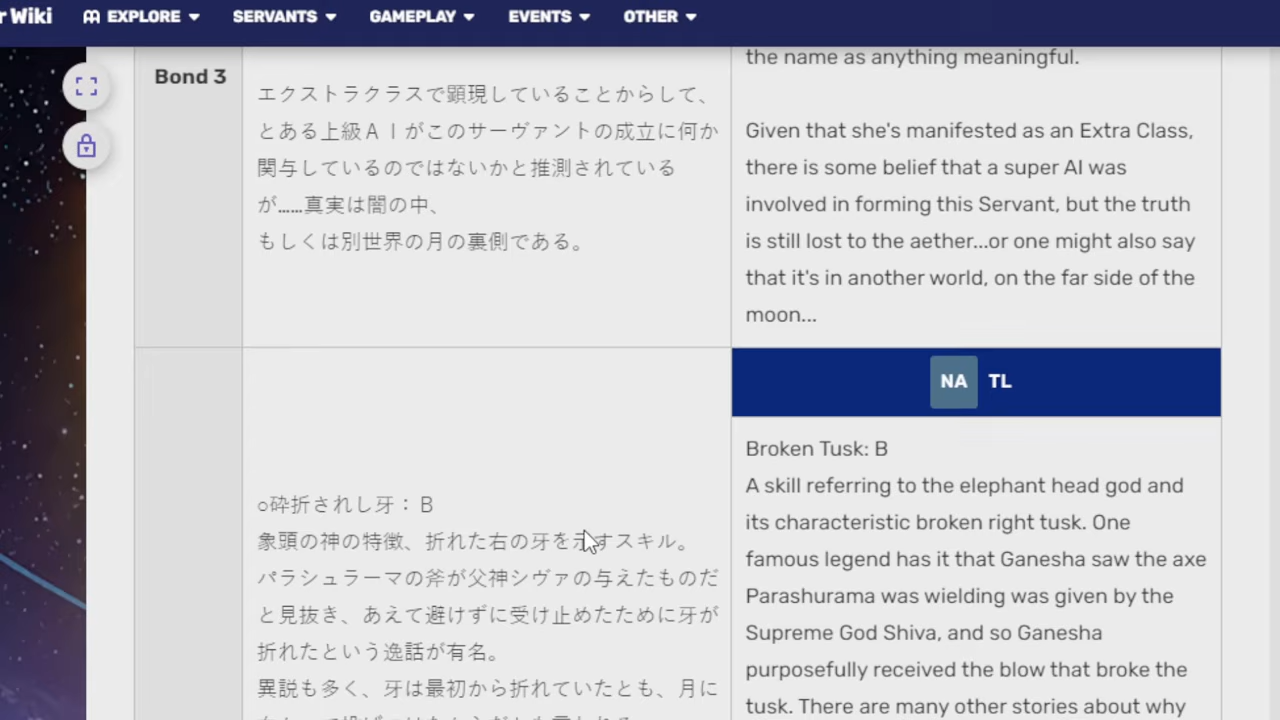 r Wiki
EXPLORE
SERVANTS
GAMEPLAY
EVENTS
OTHER
Bond 3
エクストラクラスで顕現していることからして、
とある上級ＡＩがこのサーヴァントの成立に何か
関与しているのではないかと推測されている
が……真実は闇の中、
もしくは別世界の月の裏側である。
the name as anything meaningful.
Given that she's manifested as an Extra Class,
there is some belief that a super AI was
involved in forming this Servant, but the truth
is still lost to the aether...or one might also say
that it's in another world, on the far side of the
moon...
○砕折されし牙：Ｂ
象頭の神の特徴、折れた右の牙を示すスキル。
パラシュラーマの斧が父神シヴァの与えたものだ
と見抜き、あえて避けずに受け止めたために牙が
折れたという逸話が有名。
異説も多く、牙は最初から折れていたとも、月に
NA TL
Broken Tusk: B
A skill referring to the elephant head god and
its characteristic broken right tusk. One
famous legend has it that Ganesha saw the axe
Parashurama was wielding was given by the
Supreme God Shiva, and so Ganesha
purposefully received the blow that broke the
tusk. There are many other stories about why